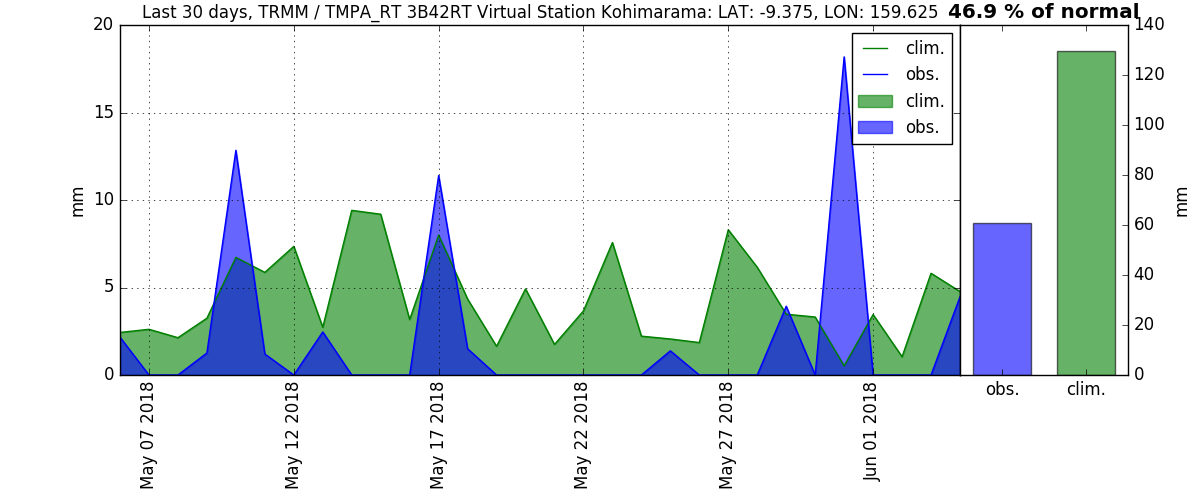 Last 30 days, TRMM / TMPA_RT 3B42RT Virtual Station Kohimarama: LAT: -9.375, LON: 159.625 46.9 % of normal
20
15
10
5
0
mm
clim.
obs.
clim.
obs.
May 07 2018
May 12 2018
May 17 2018
May 22 2018
May 27 2018
Jun 01 2018
140
120
100
80
60
40
20
0
mm
obs. clim.